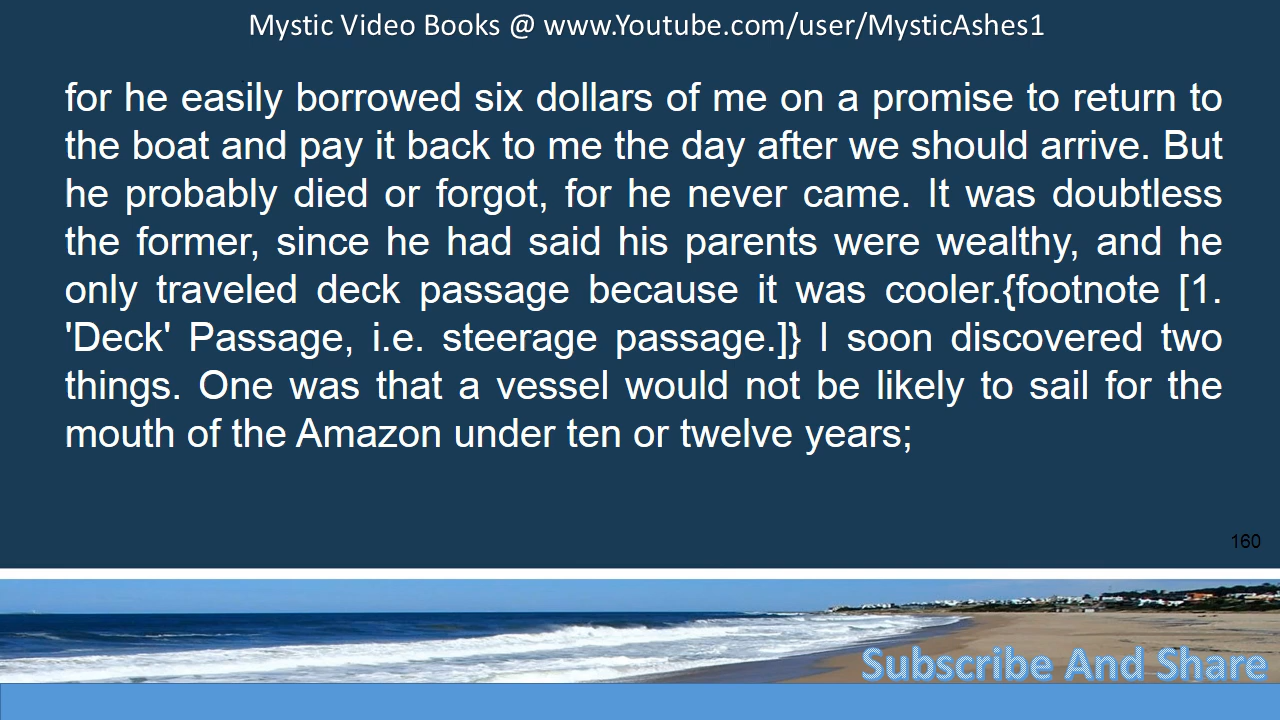 Mystic Video Books @ www.Youtube.com/user/MysticAshes1
for he easily borrowed six dollars of me on a promise to return to
the boat and pay it back to me the day after we should arrive. But
he probably died or forgot, for he never came. It was doubtless
the former, since he had said his parents were wealthy, and he
only traveled deck passage because it was cooler.{footnote [1.
'Deck' Passage, i.e. steerage passage.]} I soon discovered two
things. One was that a vessel would not be likely to sail for the
mouth of the Amazon under ten or twelve years;
160
Subscribe And Share